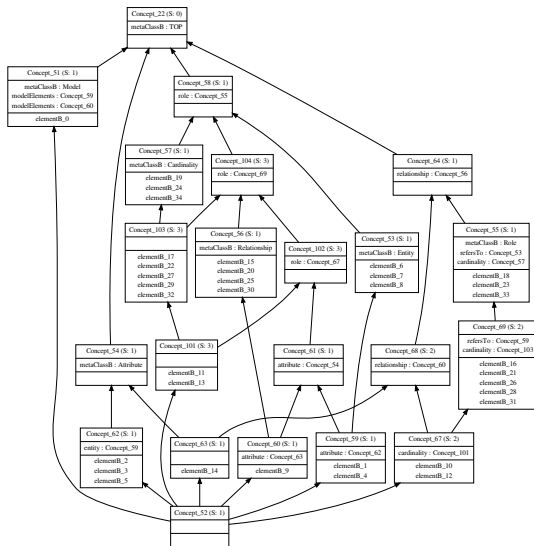 Concept_22 (S: 0)
metaClassB : TOP
Concept_51 (S: 1)
metaClassB : Model
modelElements : Concept_59
modelElements : Concept_60
elementB_0
Concept_58 (S: 1)
role : Concept_55
Concept_57 (S: 1)
metaClassB : Cardinality
elementB_19
elementB_24
elementB_34
Concept_104 (S: 3)
role : Concept_69
Concept_64 (S: 1)
relationship : Concept_56
Concept_103 (S: 3)
elementB_17
elementB_22
elementB_27
elementB_29
elementB_32
Concept_56 (S: 1)
metaClassB : Relationship
elementB_15
elementB_20
elementB_25
elementB_30
Concept_102 (S: 3)
role : Concept_67
Concept_53 (S: 1)
metaClassB : Entity
elementB_6
elementB_7
elementB_8
Concept_55 (S: 1)
metaClassB : Role
refersTo : Concept_53
cardinality : Concept_57
elementB_18
elementB_23
elementB_33
Concept_54 (S: 1)
metaClassB : Attribute
Concept_101 (S: 3)
elementB_11
elementB_13
Concept_61 (S: 1)
attribute : Concept_54
Concept_68 (S: 2)
relationship : Concept_60
Concept_69 (S: 2)
refersTo : Concept_59
cardinality : Concept_103
elementB_16
elementB_21
elementB_26
elementB_28
elementB_31
Concept_62 (S: 1)
entity : Concept_59
elementB_2
elementB_3
elementB_5
Concept_63 (S: 1)
elementB_14
Concept_60 (S: 1)
attribute : Concept_63
elementB_9
Concept_59 (S: 1)
attribute : Concept_62
elementB_1
elementB_4
Concept_67 (S: 2)
cardinality : Concept_101
elementB_10
elementB_12
Concept_52 (S: 1)